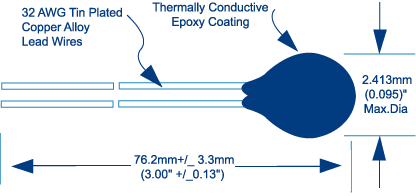 32 AWG Tin Plated
Copper Alloy
Lead Wires
Thermally Conductive
Epoxy Coating
2.413mm
(0.095)"
Max.Dia
76.2mm+/_ 3.3mm
(3.00" +/_0.13")